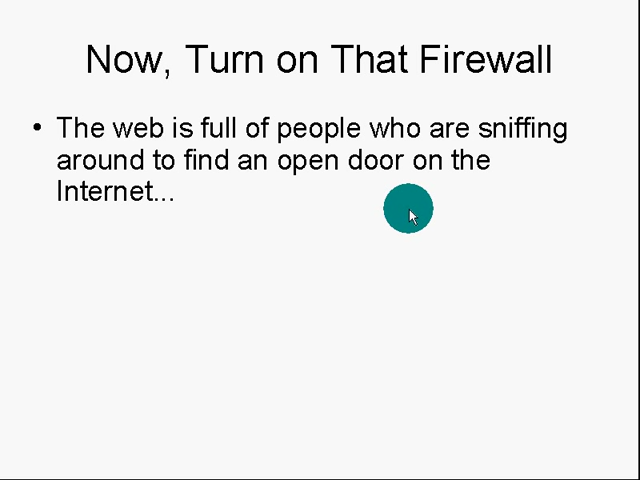 Now, Turn on That Firewall
• The web is full of people who are sniffing
around to find an open door on the
Internet...